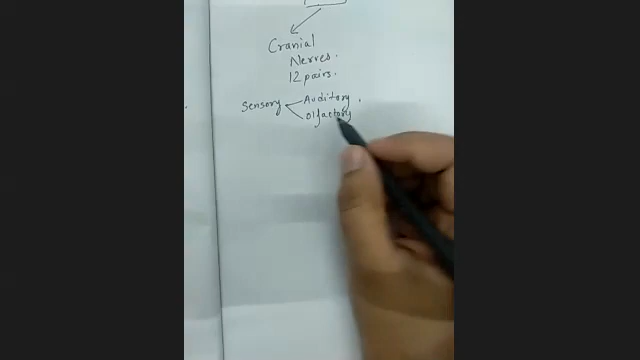 Cranial
Nerves.
12 pairs.
Sensory
Auditory
Olfactory